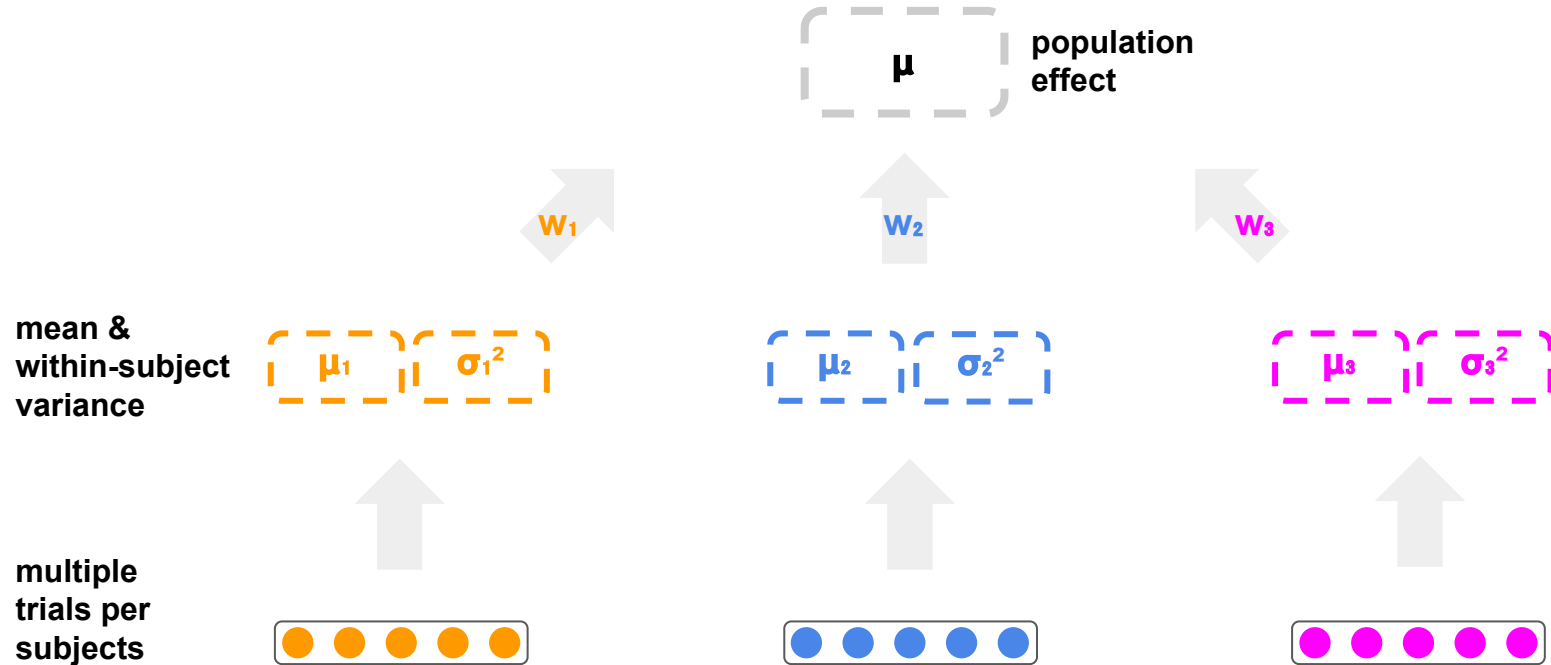 μ
population
effect
w₁
w₂
w₃
mean &
within-subject
variance
μ₁
σ₁²
μ₂
σ₂²
μ₃
σ₃²
multiple
trials per
subjects